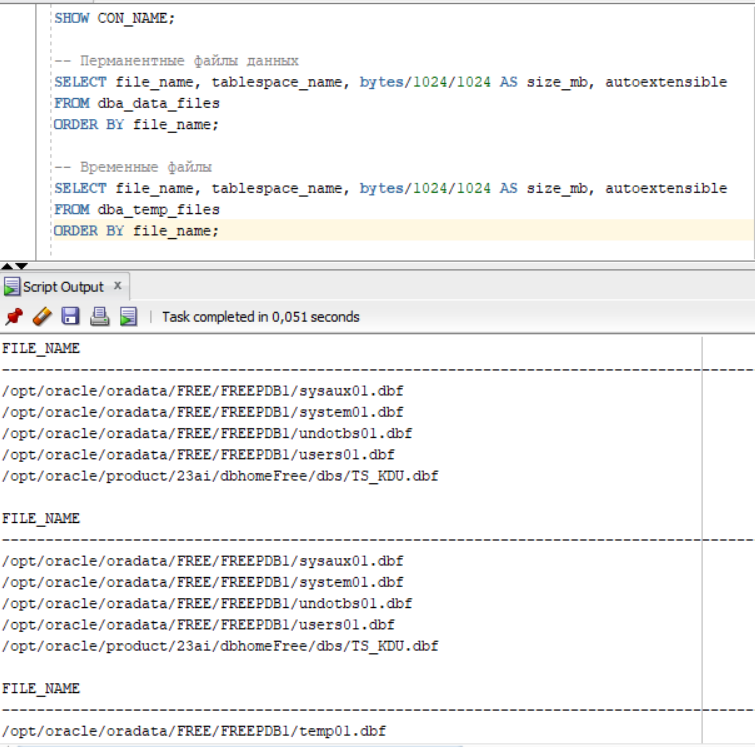 SHOW CON_NAME;
-- Перманентные файлы данных
SELECT file_name, tablespace_name, bytes/1024/1024 AS size_mb, autoextensible
FROM dba_data_files
ORDER BY file_name;
-- Временные файлы
SELECT file_name, tablespace_name, bytes/1024/1024 AS size_mb, autoextensible
FROM dba_temp_files
ORDER BY file_name;
Script Output x
Task completed in 0,051 seconds
FILE_NAME
--------------------------------------------------------------------------------
/opt/oracle/oradata/FREE/FREEPDB1/sysaux01.dbf
/opt/oracle/oradata/FREE/FREEPDB1/system01.dbf
/opt/oracle/oradata/FREE/FREEPDB1/undotbs01.dbf
/opt/oracle/oradata/FREE/FREEPDB1/users01.dbf
/opt/oracle/product/23ai/dbhomeFree/dbs/TS_KDU.dbf
FILE_NAME
--------------------------------------------------------------------------------
/opt/oracle/oradata/FREE/FREEPDB1/sysaux01.dbf
/opt/oracle/oradata/FREE/FREEPDB1/system01.dbf
/opt/oracle/oradata/FREE/FREEPDB1/undotbs01.dbf
/opt/oracle/oradata/FREE/FREEPDB1/users01.dbf
/opt/oracle/product/23ai/dbhomeFree/dbs/TS_KDU.dbf
FILE_NAME
--------------------------------------------------------------------------------
/opt/oracle/oradata/FREE/FREEPDB1/temp01.dbf